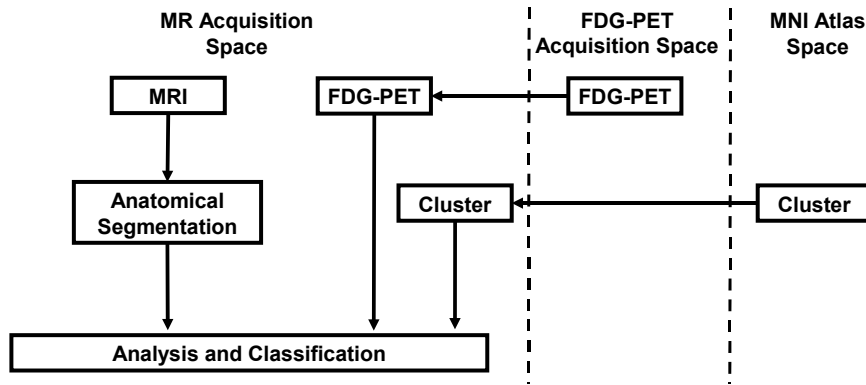 MR Acquisition
Space
FDG-PET
Acquisition Space
MNI Atlas
Space
MRI
FDG-PET
FDG-PET
Anatomical
Segmentation
Cluster
Cluster
Analysis and Classification